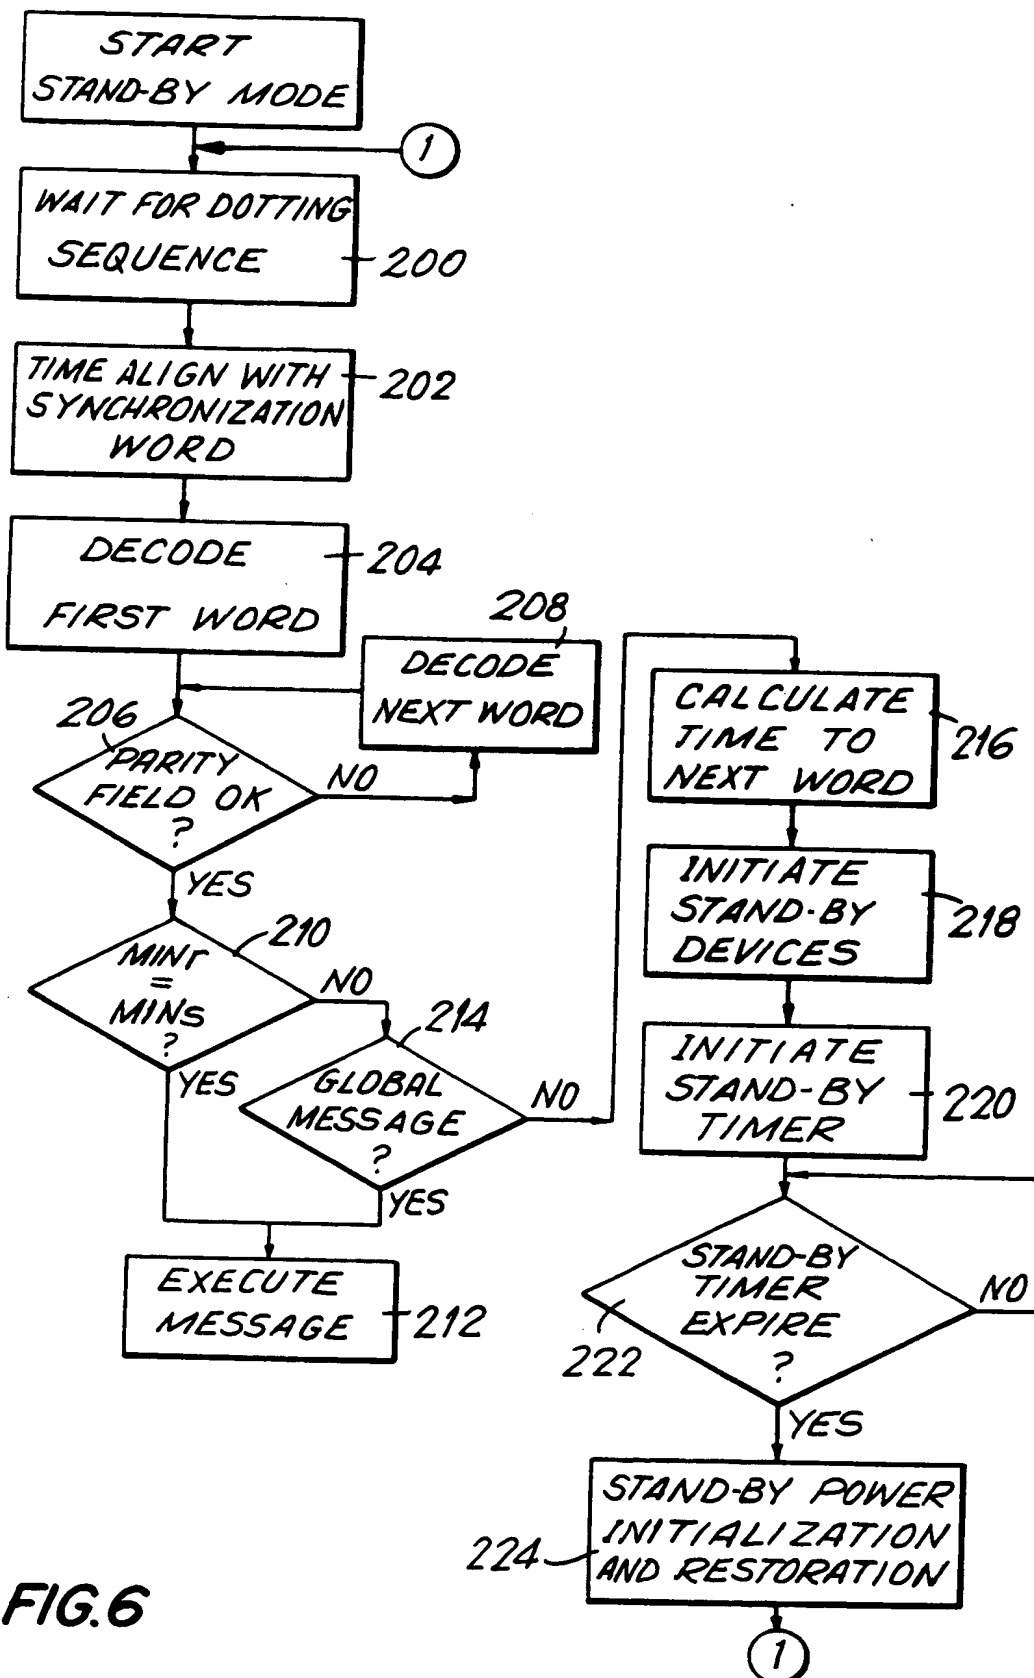 START
STAND-BY MODE
1
WAIT FOR DOTTING
SEQUENCE
200
TIME ALIGN WITH
SYNCHRONIZATION
WORD
202
DECODE
FIRST WORD
204
208
DECODE
NEXT WORD
206
PARITY
FIELD OK
?
NO
YES
210
MINr
=
MINS
?
NO
YES
214
GLOBAL
MESSAGE
?
NO
YES
EXECUTE
MESSAGE
212
CALCULATE
TIME TO
NEXT WORD
216
INITIATE
STAND-BY
DEVICES
218
INITIATE
STAND-BY
TIMER
220
STAND-BY
TIMER
EXPIRE
?
222
NO
YES
STAND-BY POWER
INITIALIZATION
AND RESTORATION
224
1
FIG.6